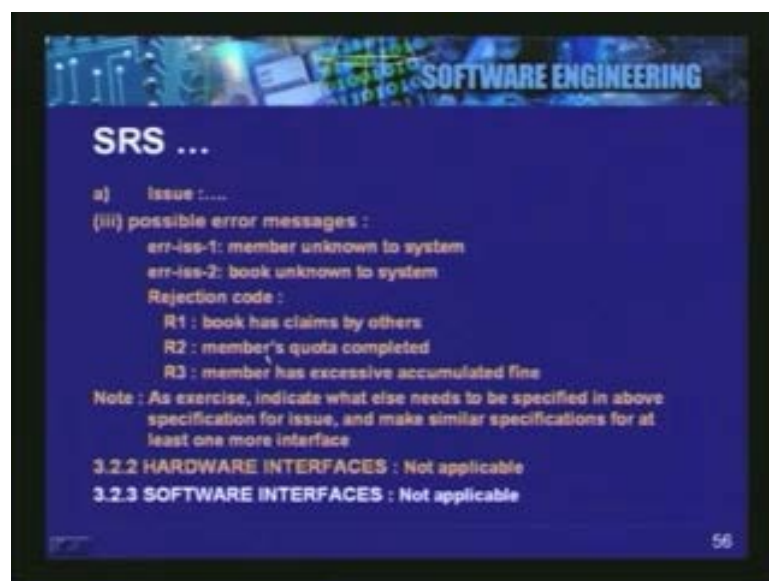 SOFTWARE ENGINEERING
SRS ...
a) Issue :....
(iii) possible error messages :
err-iss-1: member unknown to system
err-iss-2: book unknown to system
Rejection code :
R1 : book has claims by others
R2 : member's quota completed
R3 : member has excessive accumulated fine
Note : As exercise, indicate what else needs to be specified in above
specification for issue, and make similar specifications for at
least one more interface
3.2.2 HARDWARE INTERFACES : Not applicable
3.2.3 SOFTWARE INTERFACES : Not applicable
56